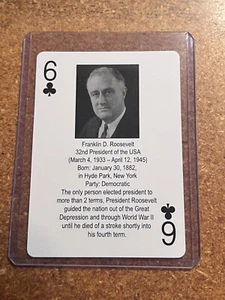 6
Franklin D. Roosevelt
32nd President of the USA
(March 4, 1933 – April 12, 1945)
Born: January 30, 1882,
in Hyde Park, New York
Party: Democratic
The only person elected president to
more than 2 terms, President Roosevelt
guided the nation out of the Great
Depression and through World War II
until he died of a stroke shortly into
his fourth term.
6